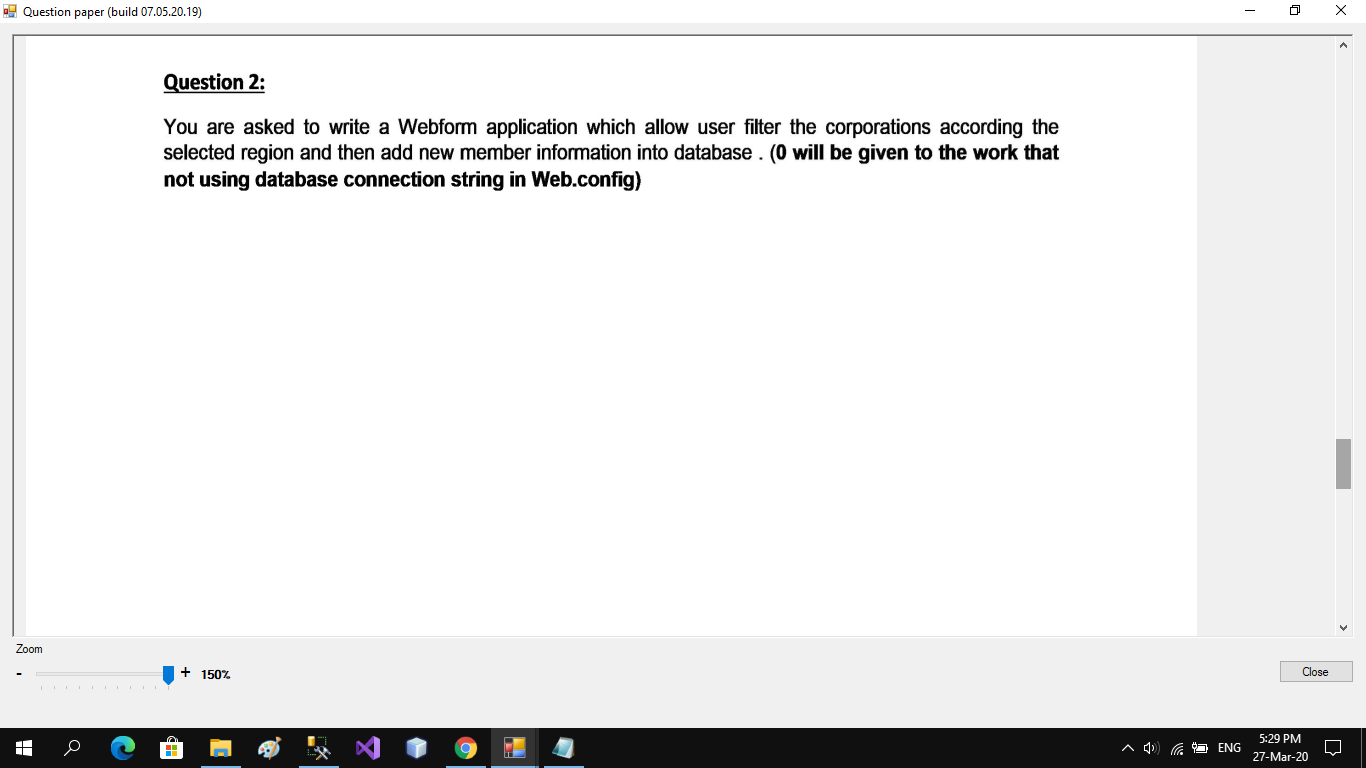 Question paper (build 07.05.20.19)
Question 2:
You are asked to write a Webform application which allow user filter the corporations according the
selected region and then add new member information into database . (0 will be given to the work that
not using database connection string in Web.config)
Zoom
- + 150%
Close
ENG
5:29 PM
27-Mar-20